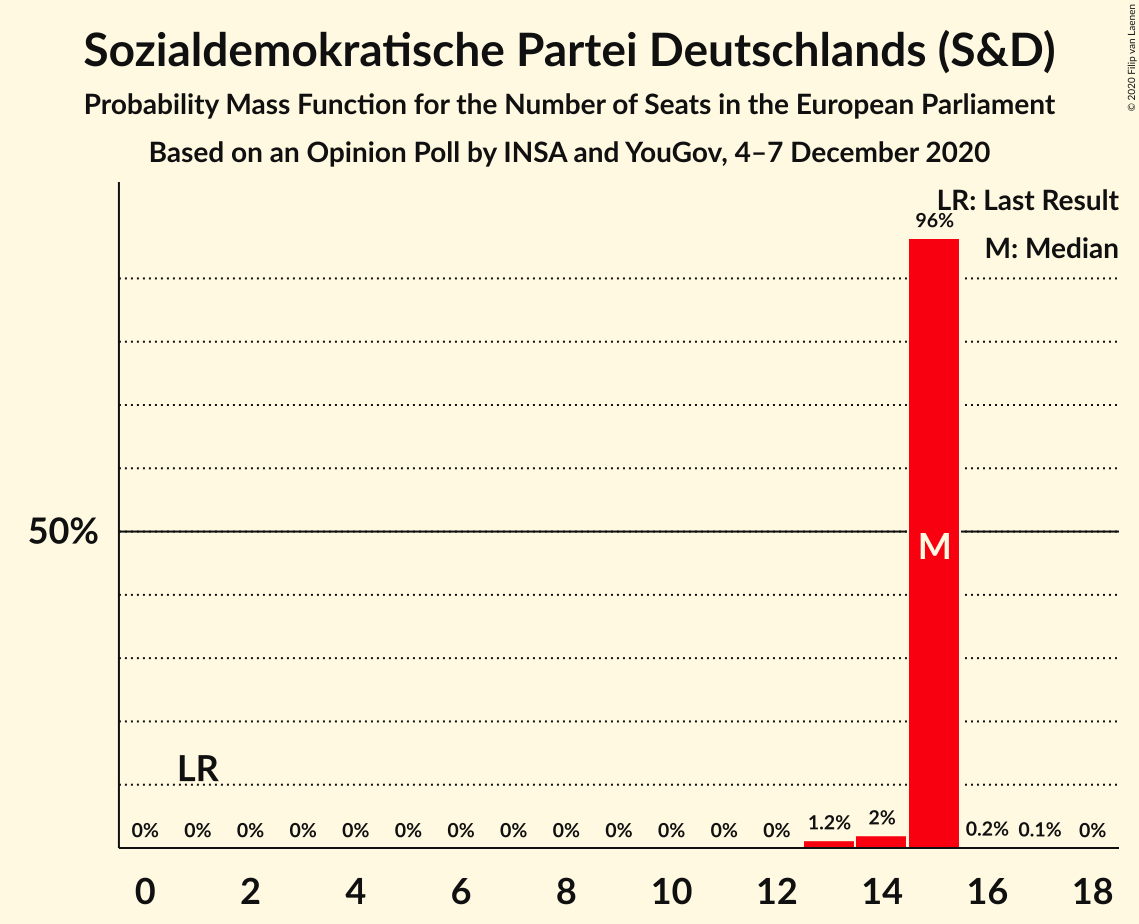 Sozialdemokratische Partei Deutschlands (S&D)
Probability Mass Function for the Number of Seats in the European Parliament
Based on an Opinion Poll by INSA and YouGov, 4–7 December 2020
© 2020 Filip van Laenen
LR: Last Result
96%
M: Median
50%
M
LR
0% 0% 0% 0% 0% 0% 0% 0% 0% 0% 0% 0% 0% 1.2% 2% 0.2% 0.1% 0%
0 2 4 6 8 10 12 14 16 18